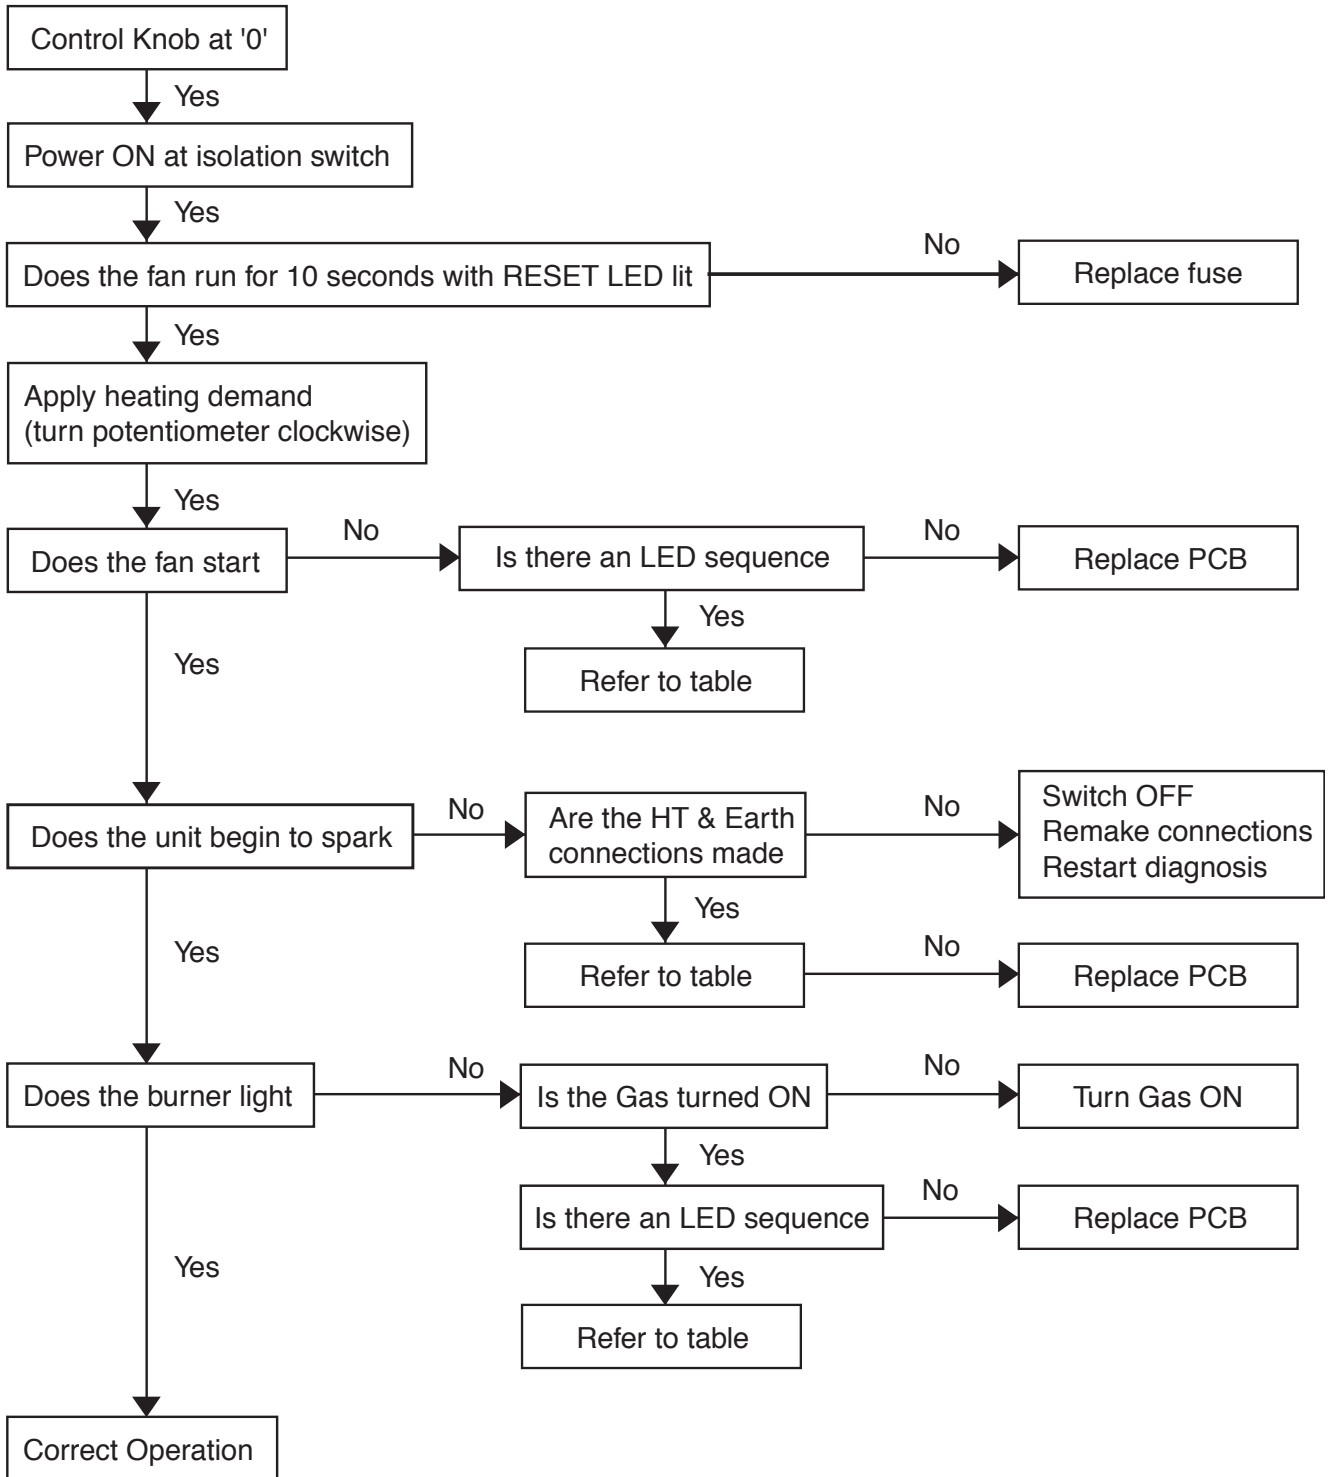 Control Knob at '0'
Yes
Power ON at isolation switch
Yes
Does the fan run for 10 seconds with RESET LED lit
No
Replace fuse
Yes
Apply heating demand
(turn potentiometer clockwise)
Yes
Does the fan start
No
Is there an LED sequence
No
Replace PCB
Yes
Refer to table
Yes
Does the unit begin to spark
No
Are the HT & Earth
connections made
No
Switch OFF
Remake connections
Restart diagnosis
Yes
Refer to table
No
Replace PCB
Yes
Does the burner light
No
Is the Gas turned ON
No
Turn Gas ON
Yes
Is there an LED sequence
No
Replace PCB
Yes
Refer to table
Yes
Correct Operation